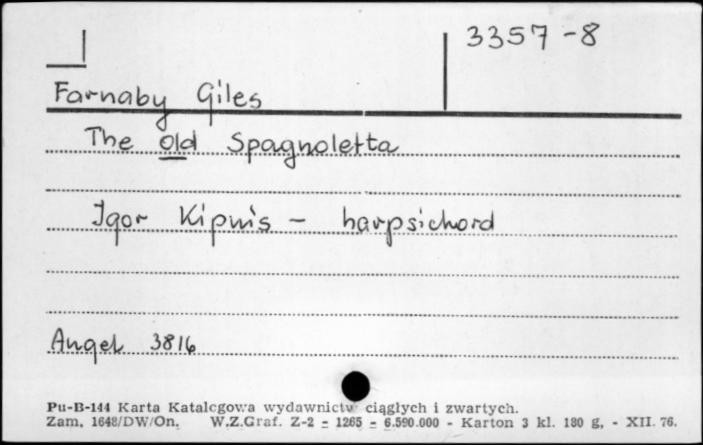 3357-8
Farnaby Giles
The Old Spagnoletta
Igor Kipnis - harpsichord
Angel 3816
Pu-B-144 Karta Katalogowa wydawnictw ciągłych i zwartych.
Zam. 1648/DW/On. W.Z.Graf. Z-2 = 1265 = 6.590.000 - Karton 3 kl. 180 g. - XII. 76.